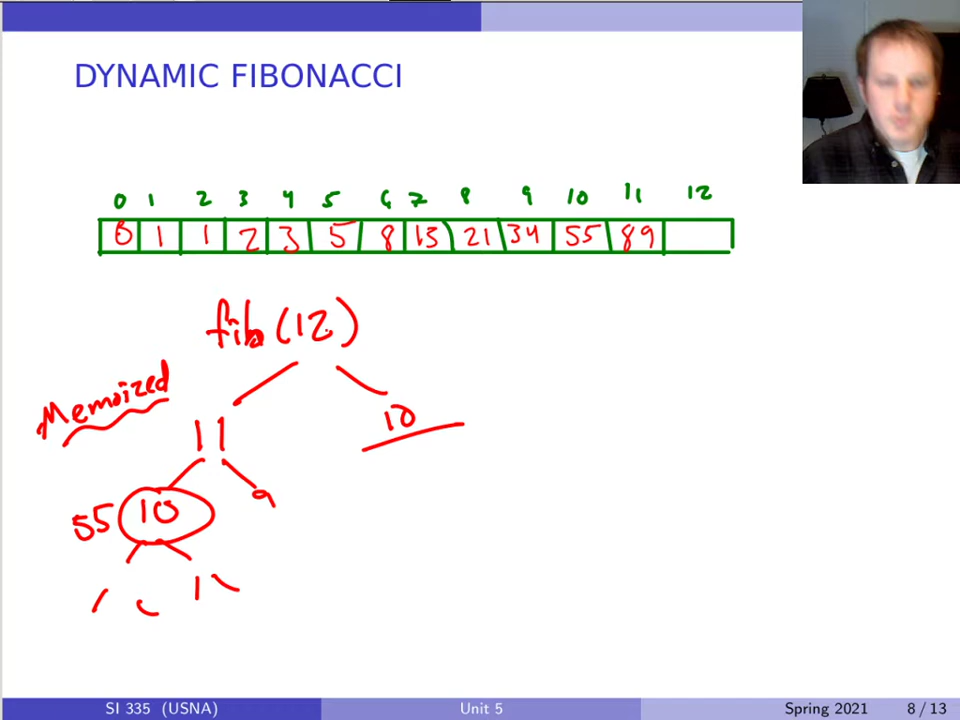 DYNAMIC FIBONACCI
0 1 2 3 4 5 6 7 8 9 10 11 12
0 1 1 2 3 5 8 13 21 34 55 89
fib(12)
Memoized
11 10
55 10 9
SI 335 (USNA) Unit 5 Spring 2021 8 / 13